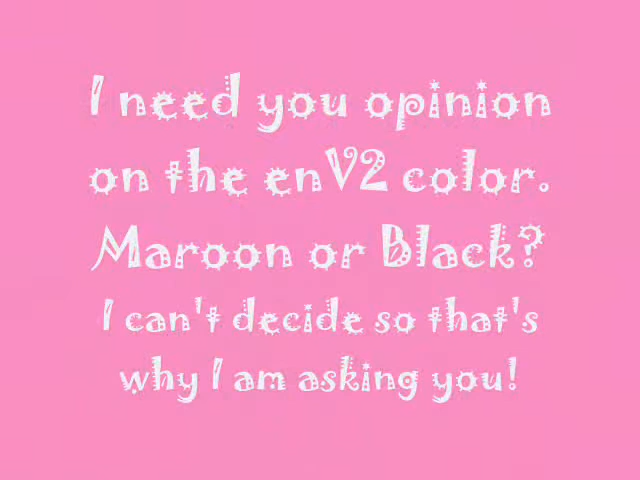 I need you opinion
on the enV2 color.
Maroon or Black?
I can't decide so that's
why I am asking you!